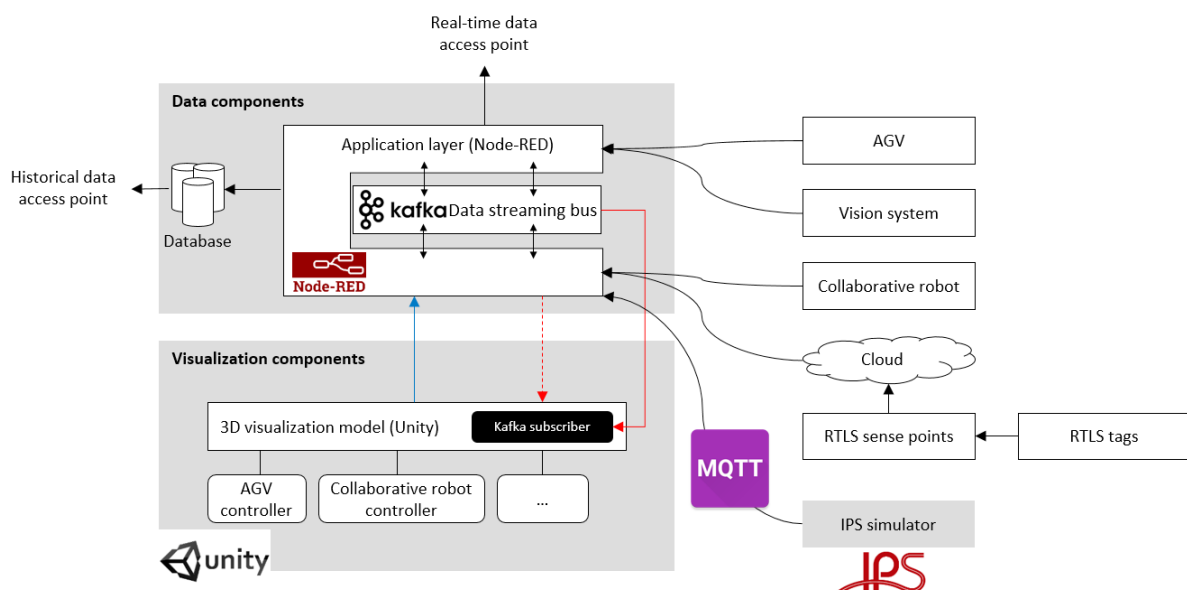 Real-time data
access point
Data components
Application layer (Node-RED)
AGV
Historical data
access point
kafka Data streaming bus
Vision system
Database
Node-RED
Collaborative robot
Visualization components
Cloud
3D visualization model (Unity)
Kafka subscriber
RTLS sense points
RTLS tags
MQTT
AGV
controller
Collaborative robot
controller
...
IPS simulator
unity
IPS